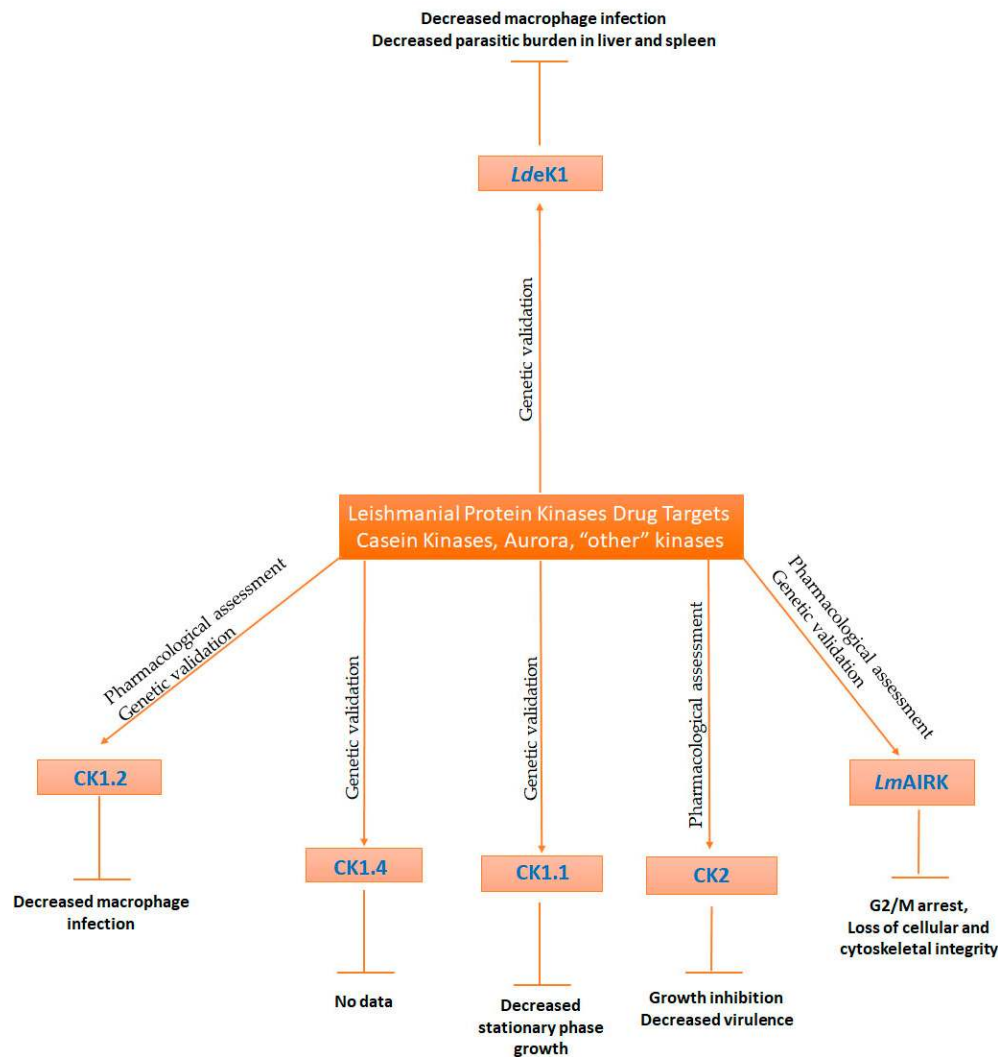 Decreased macrophage infection
Decreased parasitic burden in liver and spleen
LdeK1
Genetic validation
Leishmanial Protein Kinases Drug Targets
Casein Kinases, Aurora, “other” kinases
Pharmacological assessment
Genetic validation
Genetic validation
Genetic validation
Pharmacological assessment
Pharmacological assessment
Genetic validation
CK1.2
CK1.4
CK1.1
CK2
LmAIRK
Decreased macrophage
infection
No data
Decreased
stationary phase
growth
Growth inhibition
Decreased virulence
G2/M arrest,
Loss of cellular and
cytoskeletal integrity